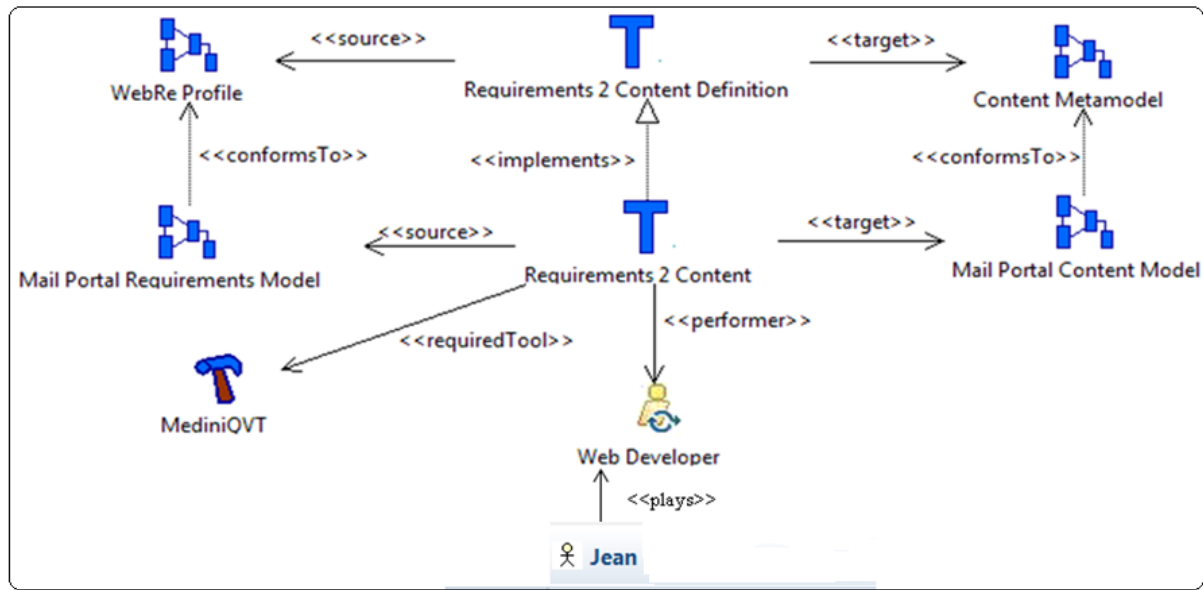 <<source>>
<<target>>
WebRe Profile
Requirements 2 Content Definition
Content Metamodel
<<conformsTo>>
<<implements>>
<<conformsTo>>
<<source>>
<<target>>
Mail Portal Requirements Model
Requirements 2 Content
Mail Portal Content Model
<<requiredTool>>
<<performer>>
MediniQVT
Web Developer
<<plays>>
Jean